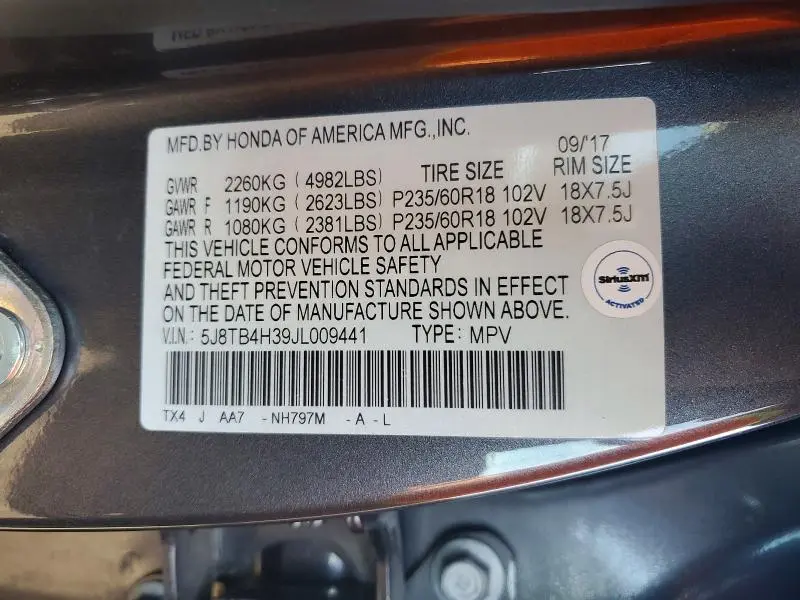 MFD.BY HONDA OF AMERICA MFG.,INC.
09/'17
GVWR 2260KG (4982LBS) TIRE SIZE RIM SIZE
GAWR F 1190KG (2623LBS) P235/60R18 102V 18X7.5J
GAWR R 1080KG (2381LBS) P235/60R18 102V 18X7.5J
THIS VEHICLE CONFORMS TO ALL APPLICABLE
FEDERAL MOTOR VEHICLE SAFETY
AND THEFT PREVENTION STANDARDS IN EFFECT
ON THE DATE OF MANUFACTURE SHOWN ABOVE.
V.I.N.: 5J8TB4H39JL009441 TYPE: MPV
TX4 J AA7 -NH797M -A-L
SiriusXM
ACTIVATED